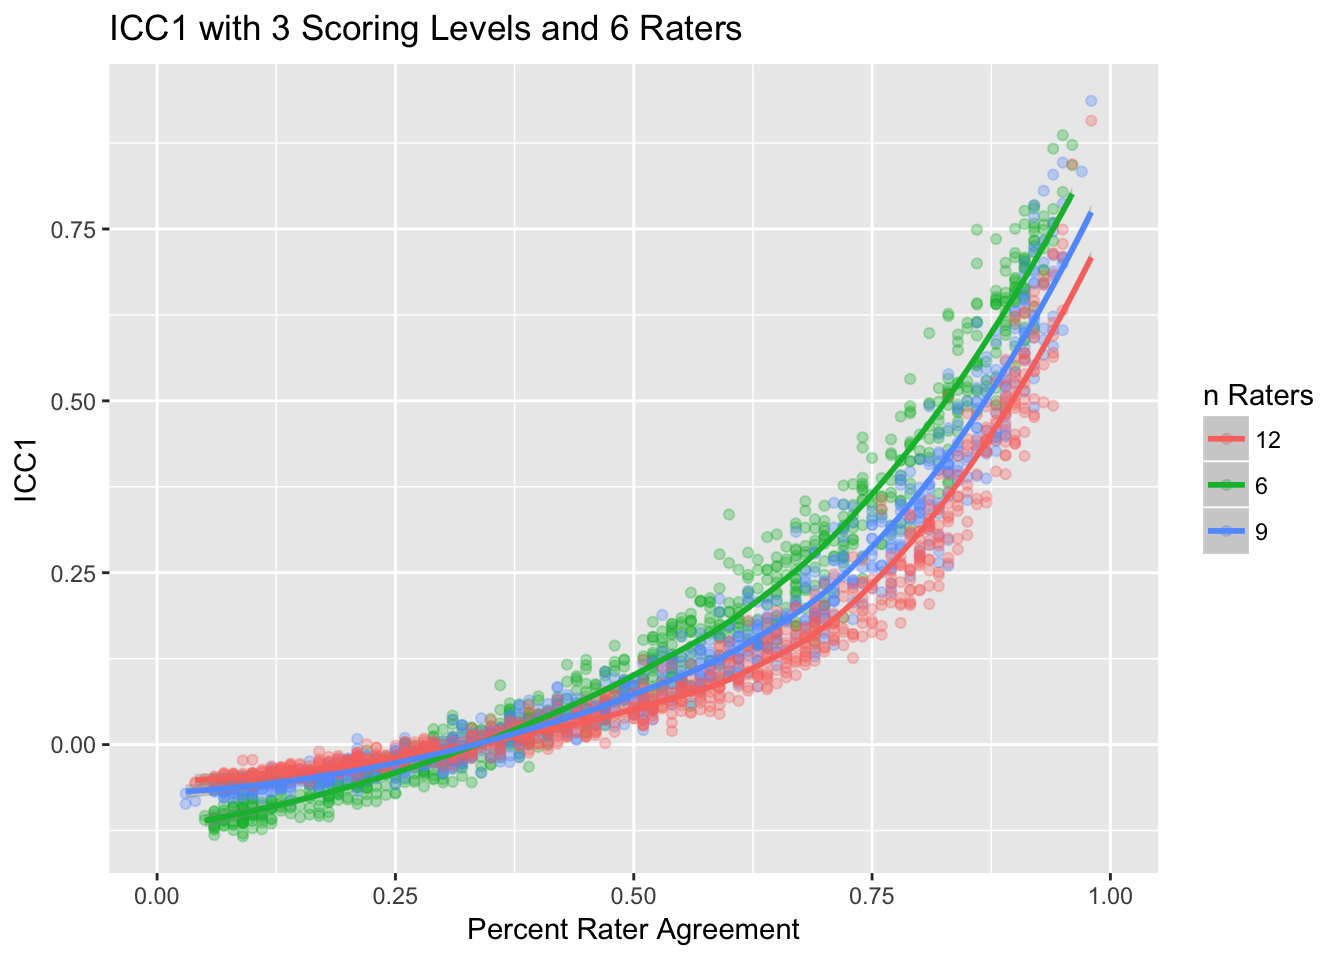 ICC1 with 3 Scoring Levels and 6 Raters
0.75
0.50
0.25
0.00
ICC1
0.00 0.25 0.50 0.75 1.00
Percent Rater Agreement
n Raters
12
6
9